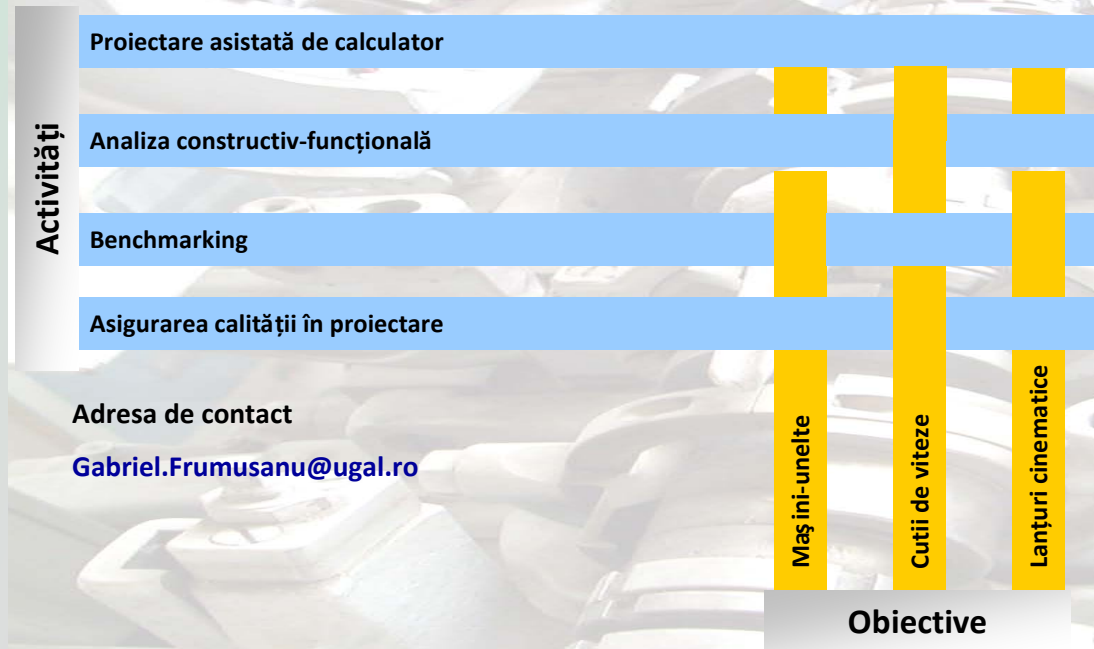 Activități
Proiectare asistată de calculator
Analiza constructiv-funcțională
Benchmarking
Asigurarea calității în proiectare
Adresa de contact
Gabriel.Frumusanu@ugal.ro
Mașini-unelte
Cutii de viteze
Lanțuri cinematice
Obiective